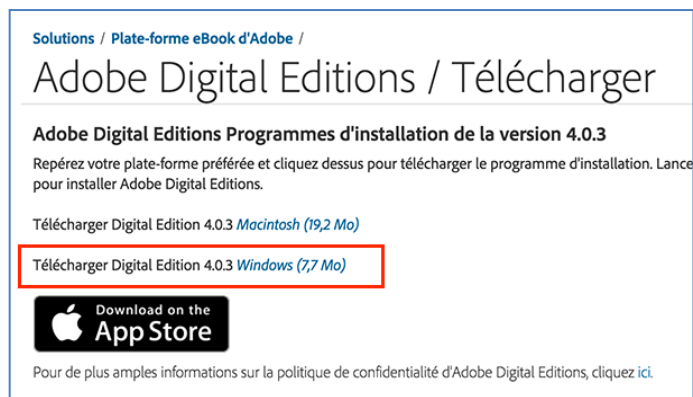 Solutions / Plate-forme eBook d'Adobe /
Adobe Digital Editions / Télécharger
Adobe Digital Editions Programmes d'installation de la version 4.0.3
Repérez votre plate-forme préférée et cliquez dessus pour télécharger le programme d'installation. Lance
pour installer Adobe Digital Editions.
Télécharger Digital Edition 4.0.3 Macintosh (19,2 Mo)
Télécharger Digital Edition 4.0.3 Windows (7,7 Mo)
Download on the
App Store
Pour de plus amples informations sur la politique de confidentialité d'Adobe Digital Editions, cliquez ici.